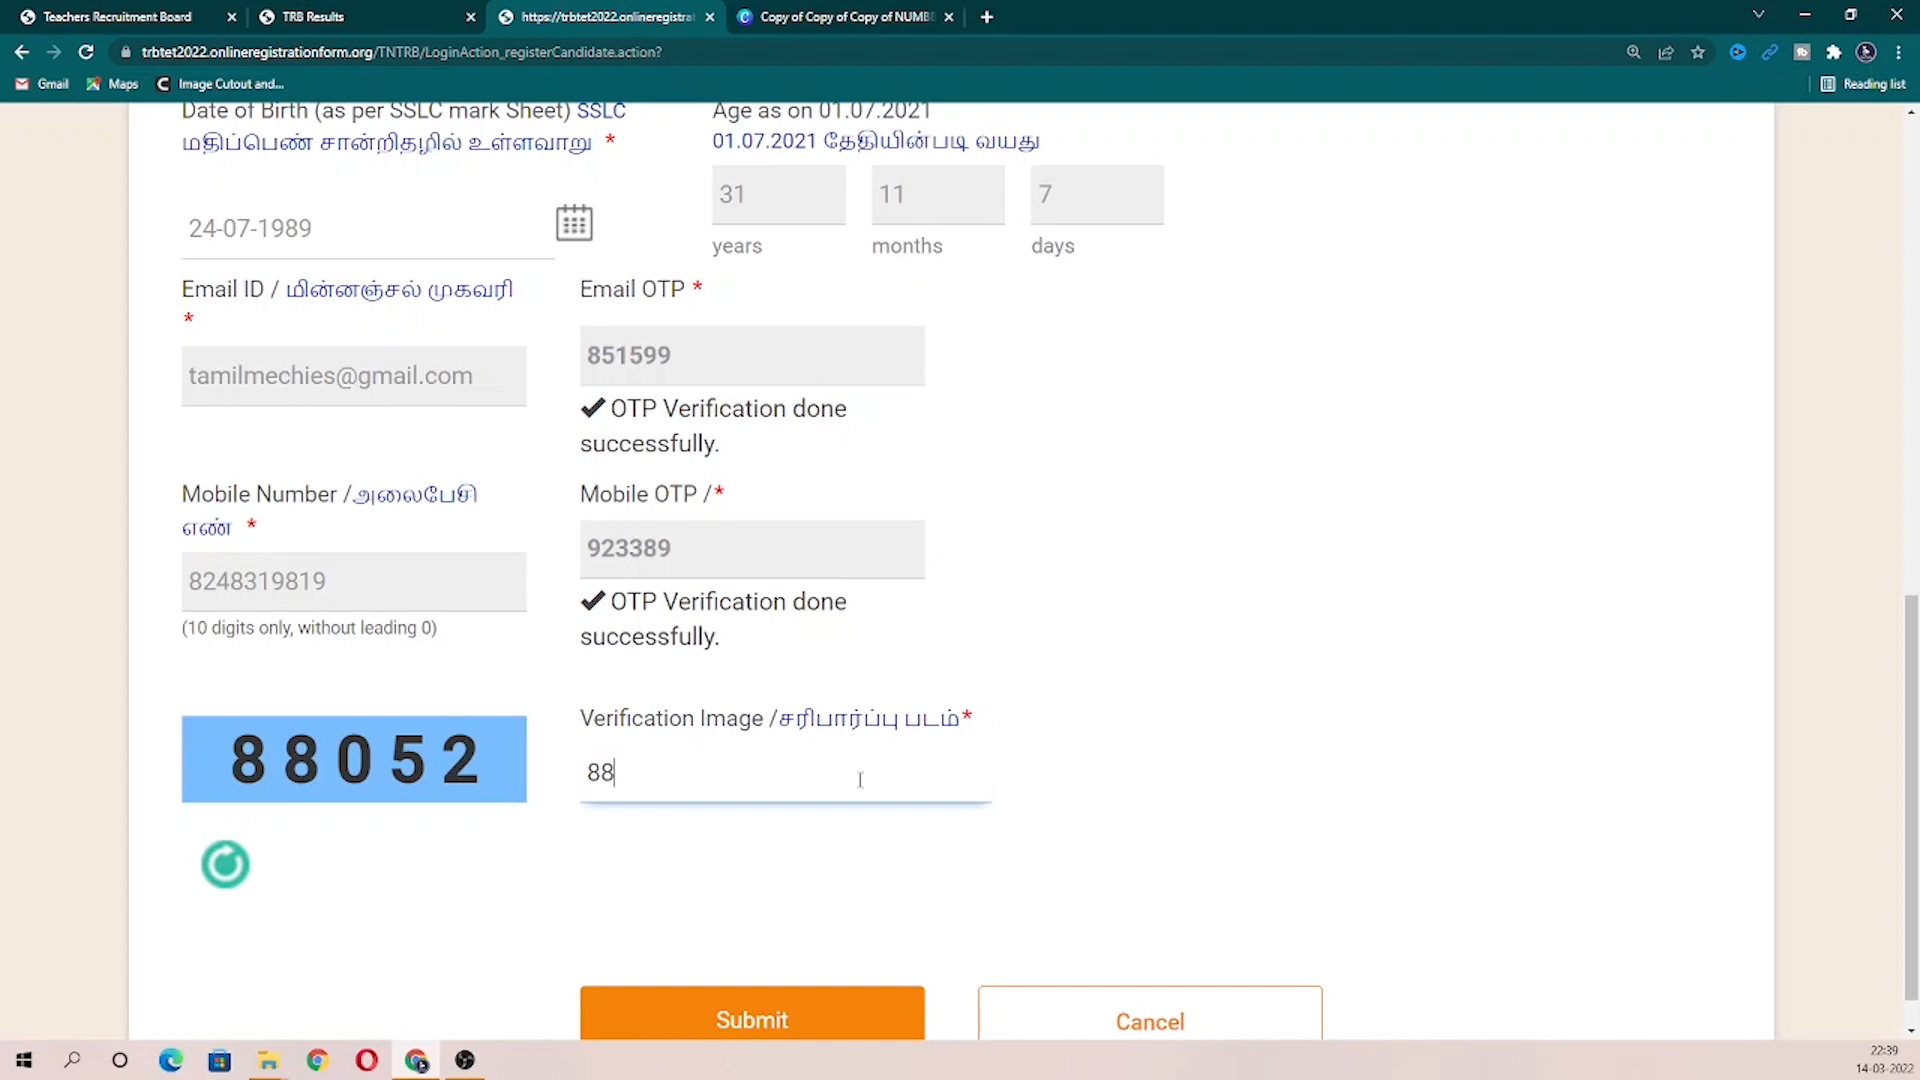 Teachers Recruitment Board
TRB Results
https://trbtet2022.onlineregistra
Copy of Copy of Copy of NUMB
trbtet2022.onlineregistrationform.org/TNTRB/LoginAction_registerCandidate.action?
Gmail
Maps
Image Cutout and...
Reading list
Date of Birth (as per SSLC mark Sheet) SSLC
மதிப்பெண் சான்றிதழில் உள்ளவாறு *
Age as on 01.07.2021
01.07.2021 தேதியின்படி வயது
31
11
7
24-07-1989
years
months
days
Email ID / மின்னஞ்சல் முகவரி
*
Email OTP *
851599
tamilmechies@gmail.com
✔ OTP Verification done
successfully.
Mobile Number /அலைபேசி
எண் *
Mobile OTP /*
923389
8248319819
✔ OTP Verification done
successfully.
(10 digits only, without leading 0)
Verification Image /சரிபார்ப்பு படம்*
88052
88
Submit
Cancel
22:39
14-03-2022